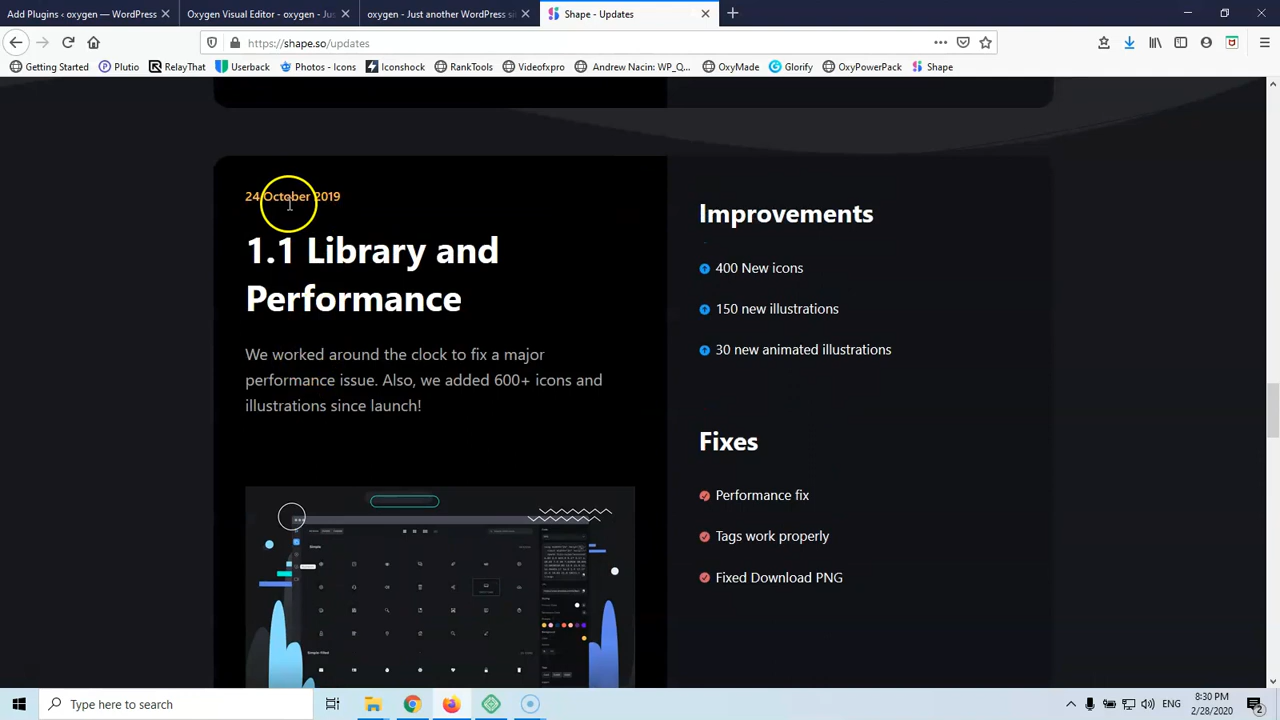 Add Plugins ‹ oxygen — WordPress
Oxygen Visual Editor - Oxygen - Jus
oxygen - Just another WordPress si
Shape - Updates
https://shape.so/updates
Getting Started
Plutio
RelayThat
Userback
Photos - Icons
Iconshock
RankTools
Videofxpro
Andrew Nacin: WP_Q...
OxyMade
Glorify
OxyPowerPack
Shape
24 October 2019
1.1 Library and
Performance
We worked around the clock to fix a major
performance issue. Also, we added 600+ icons and
illustrations since launch!
Improvements
400 New icons
150 new illustrations
30 new animated illustrations
Fixes
Performance fix
Tags work properly
Fixed Download PNG
Type here to search
ENG
8:30 PM
2/28/2020
2